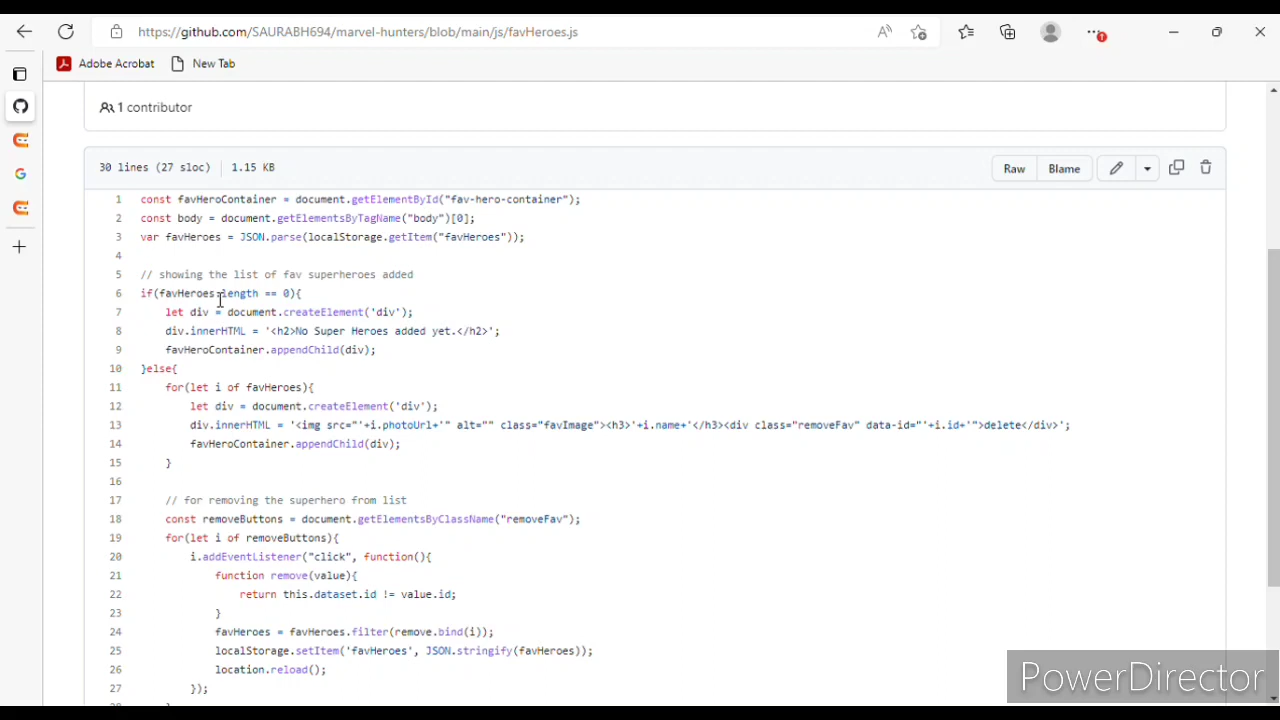 https://github.com/SAURABH694/marvel-hunters/blob/main/js/favHeroes.js
Adobe Acrobat New Tab
1 contributor
30 lines (27 sloc) 1.15 KB
Raw Blame
1 const favHeroContainer = document.getElementById("fav-hero-container");
2 const body = document.getElementsByTagName("body")[0];
3 var favHeroes = JSON.parse(localStorage.getItem("favHeroes"));
4
5 // showing the list of fav superheroes added
6 if(favHeroes.length == 0){
7 let div = document.createElement('div');
8 div.innerHTML = '<h2>No Super Heroes added yet.</h2>';
9 favHeroContainer.appendChild(div);
10 }else{
11 for(let i of favHeroes){
12 let div = document.createElement('div');
13 div.innerHTML = '<img src="'+i.photoUrl+'" alt="" class="favImage"><h3>'+i.name+'</h3><div class="removeFav" data-id="'+i.id+'">delete</div>';
14 favHeroContainer.appendChild(div);
15 }
16
17 // for removing the superhero from list
18 const removeButtons = document.getElementsByClassName("removeFav");
19 for(let i of removeButtons){
20 i.addEventListener("click", function(){
21 function remove(value){
22 return this.dataset.id != value.id;
23 }
24 favHeroes = favHeroes.filter(remove.bind(i));
25 localStorage.setItem('favHeroes', JSON.stringify(favHeroes));
26 location.reload();
27 });
PowerDirector